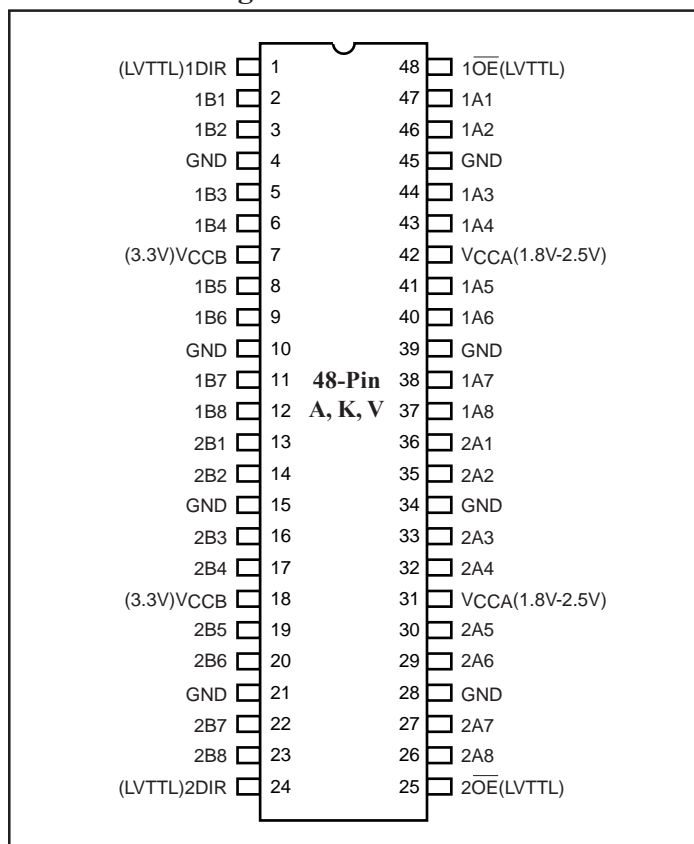 (LVTTL)1DIR 1 48 1O̅E̅(LVTTL)
1B1 2 47 1A1
1B2 3 46 1A2
GND 4 45 GND
1B3 5 44 1A3
1B4 6 43 1A4
(3.3V)VCCB 7 42 VCCA(1.8V-2.5V)
1B5 8 41 1A5
1B6 9 40 1A6
GND 10 39 GND
1B7 11 48-Pin 38 1A7
1B8 12 A, K, V 37 1A8
2B1 13 36 2A1
2B2 14 35 2A2
GND 15 34 GND
2B3 16 33 2A3
2B4 17 32 2A4
(3.3V)VCCB 18 31 VCCA(1.8V-2.5V)
2B5 19 30 2A5
2B6 20 29 2A6
GND 21 28 GND
2B7 22 27 2A7
2B8 23 26 2A8
(LVTTL)2DIR 24 25 2O̅E̅(LVTTL)